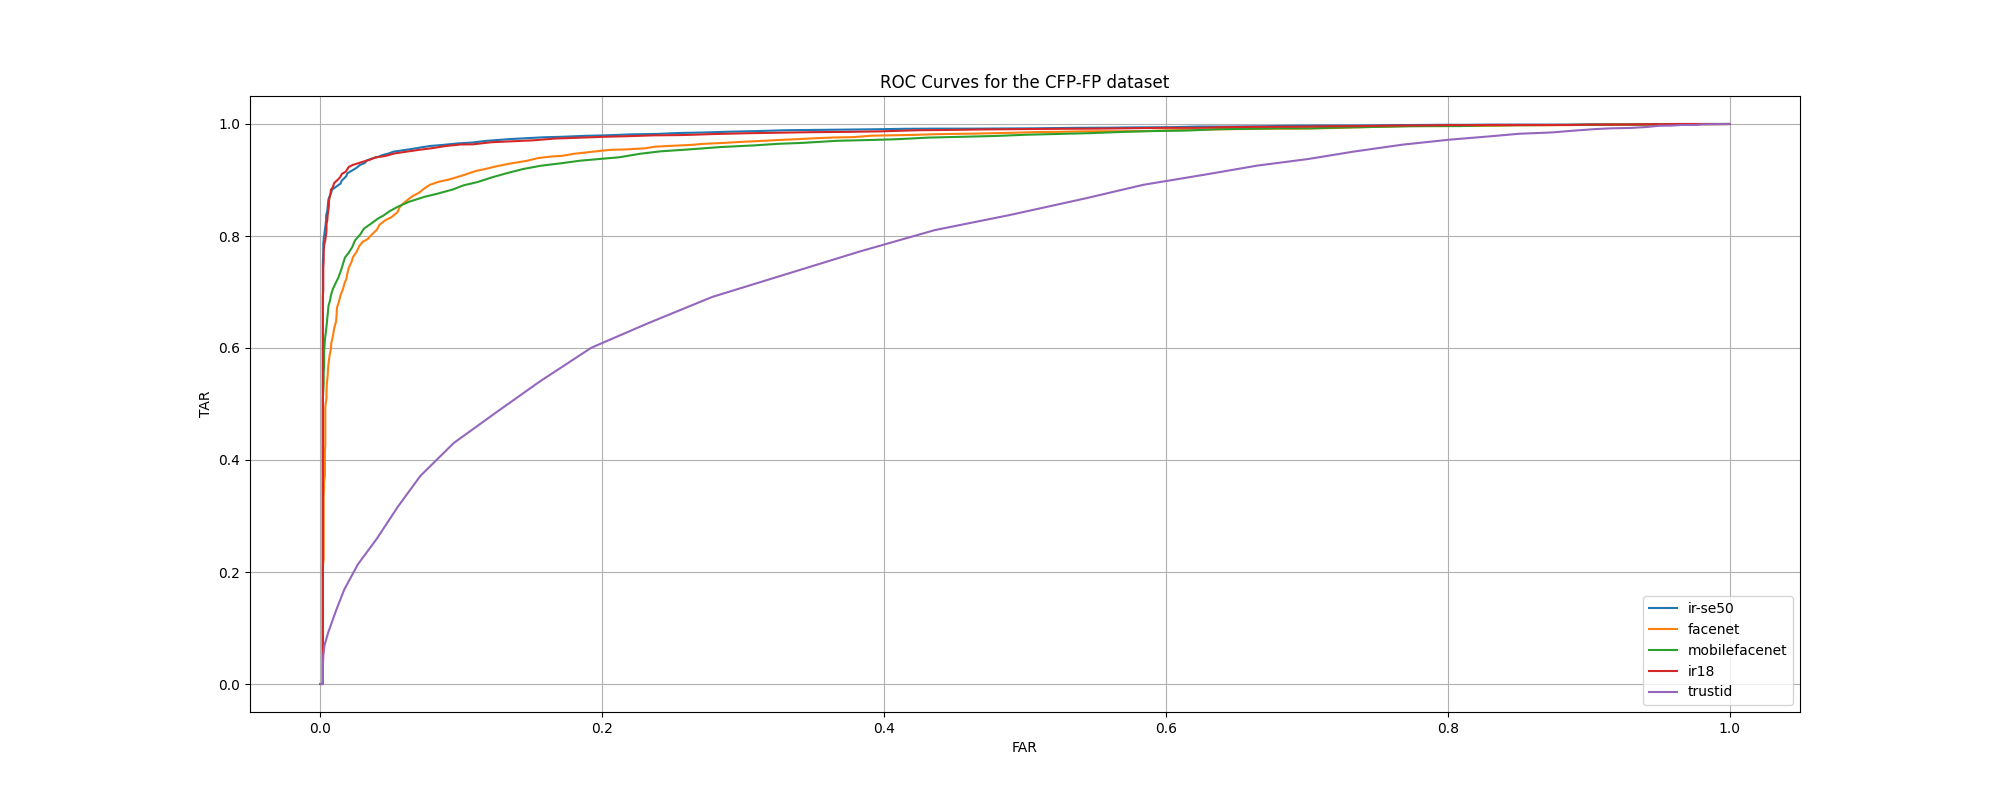 ROC Curves for the CFP-FP dataset
1.0
0.8
0.6
0.4
0.2
0.0
TAR
0.0 0.2 0.4 0.6 0.8 1.0
FAR
ir-se50
facenet
mobilefacenet
ir18
trustid